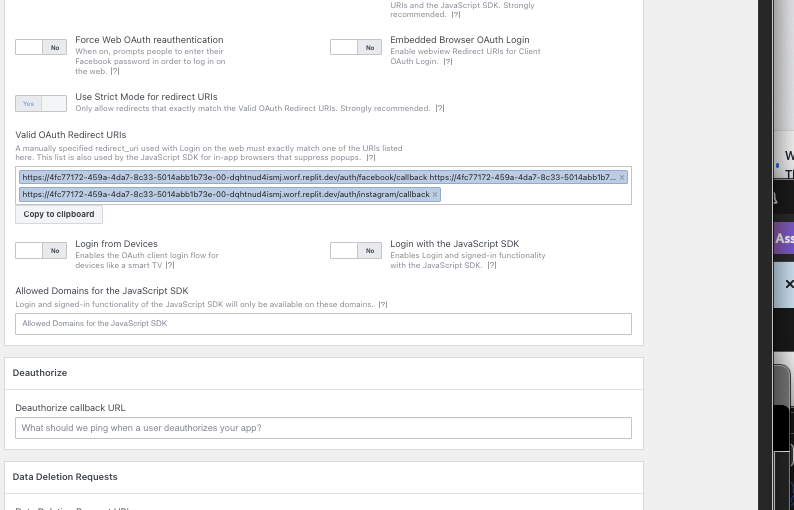 URIs and the JavaScript SDK. Strongly
recommended. [?]
No
Force Web OAuth reauthentication
When on, prompts people to enter their
Facebook password in order to log in on
the web. [?]
No
Embedded Browser OAuth Login
Enable webview Redirect URIs for Client
OAuth Login. [?]
Yes
Use Strict Mode for redirect URIs
Only allow redirects that exactly match the Valid OAuth Redirect URIs. Strongly recommended. [?]
Valid OAuth Redirect URIs
A manually specified redirect_uri used with Login on the web must exactly match one of the URIs listed
here. This list is also used by the JavaScript SDK for in-app browsers that suppress popups. [?]
https://4fc77172-459a-4da7-8c33-5014abb1b73e-00-dqhtnud4ismj.worf.replit.dev/auth/facebook/callback https://4fc77172-459a-4da7-8c33-5014abb1b7... ×
https://4fc77172-459a-4da7-8c33-5014abb1b73e-00-dqhtnud4ismj.worf.replit.dev/auth/instagram/callback ×
Copy to clipboard
No
Login from Devices
Enables the OAuth client login flow for
devices like a smart TV [?]
No
Login with the JavaScript SDK
Enables Login and signed-in functionality
with the JavaScript SDK. [?]
Allowed Domains for the JavaScript SDK
Login and signed-in functionality of the JavaScript SDK will only be available on these domains. [?]
Allowed Domains for the JavaScript SDK
Deauthorize
Deauthorize callback URL
What should we ping when a user deauthorizes your app?
Data Deletion Requests
Ass